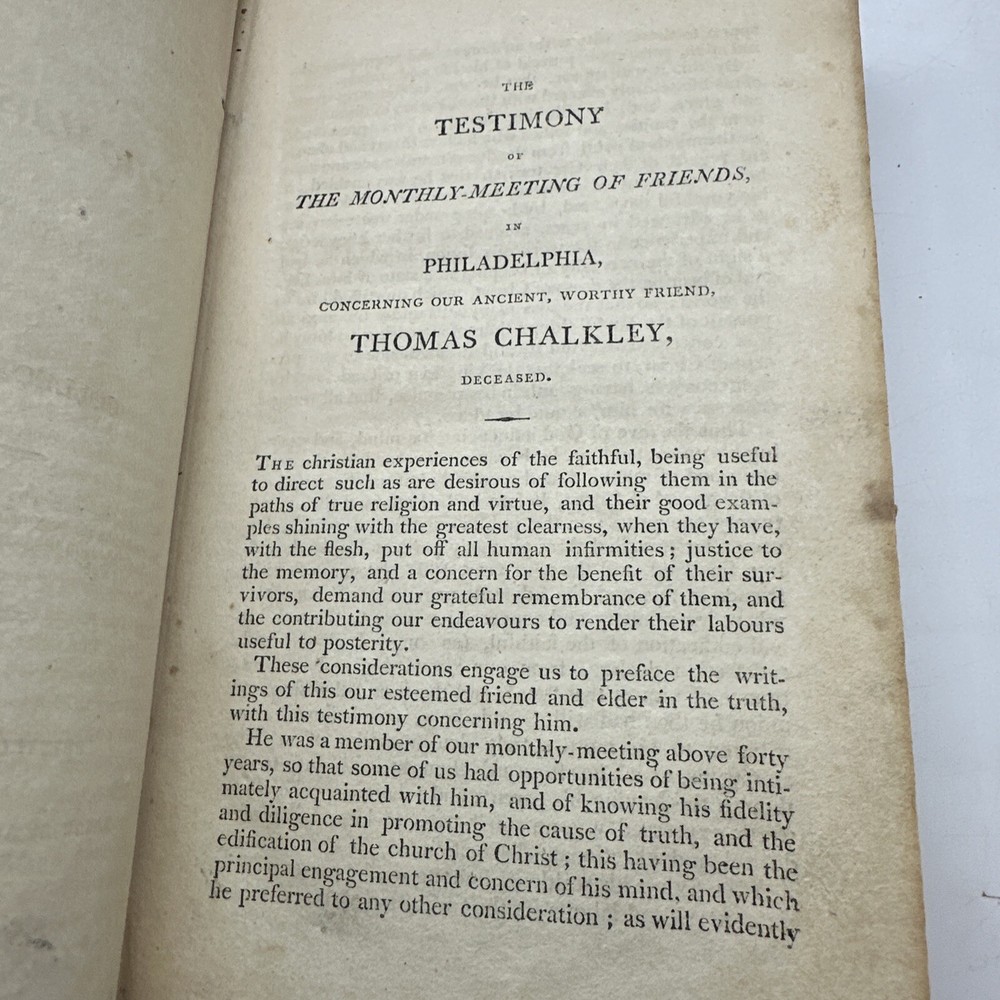 THE
TESTIMONY
OF
THE MONTHLY-MEETING OF FRIENDS,
IN
PHILADELPHIA,
CONCERNING OUR ANCIENT, WORTHY FRIEND,
THOMAS CHALKLEY,
DECEASED.
THE christian experiences of the faithful, being useful
to direct such as are desirous of following them in the
paths of true religion and virtue, and their good exam-
ples shining with the greatest clearness, when they have,
with the flesh, put off all human infirmities; justice to
the memory, and a concern for the benefit of their sur-
vivors, demand our grateful remembrance of them, and
the contributing our endeavours to render their labours
useful to posterity.
These considerations engage us to preface the writ-
ings of this our esteemed friend and elder in the truth,
with this testimony concerning him.
He was a member of our monthly-meeting above forty
years, so that some of us had opportunities of being inti-
mately acquainted with him, and of knowing his fidelity
and diligence in promoting the cause of truth, and the
edification of the church of Christ; this having been the
principal engagement and concern of his mind, and which
he preferred to any other consideration; as will evidently